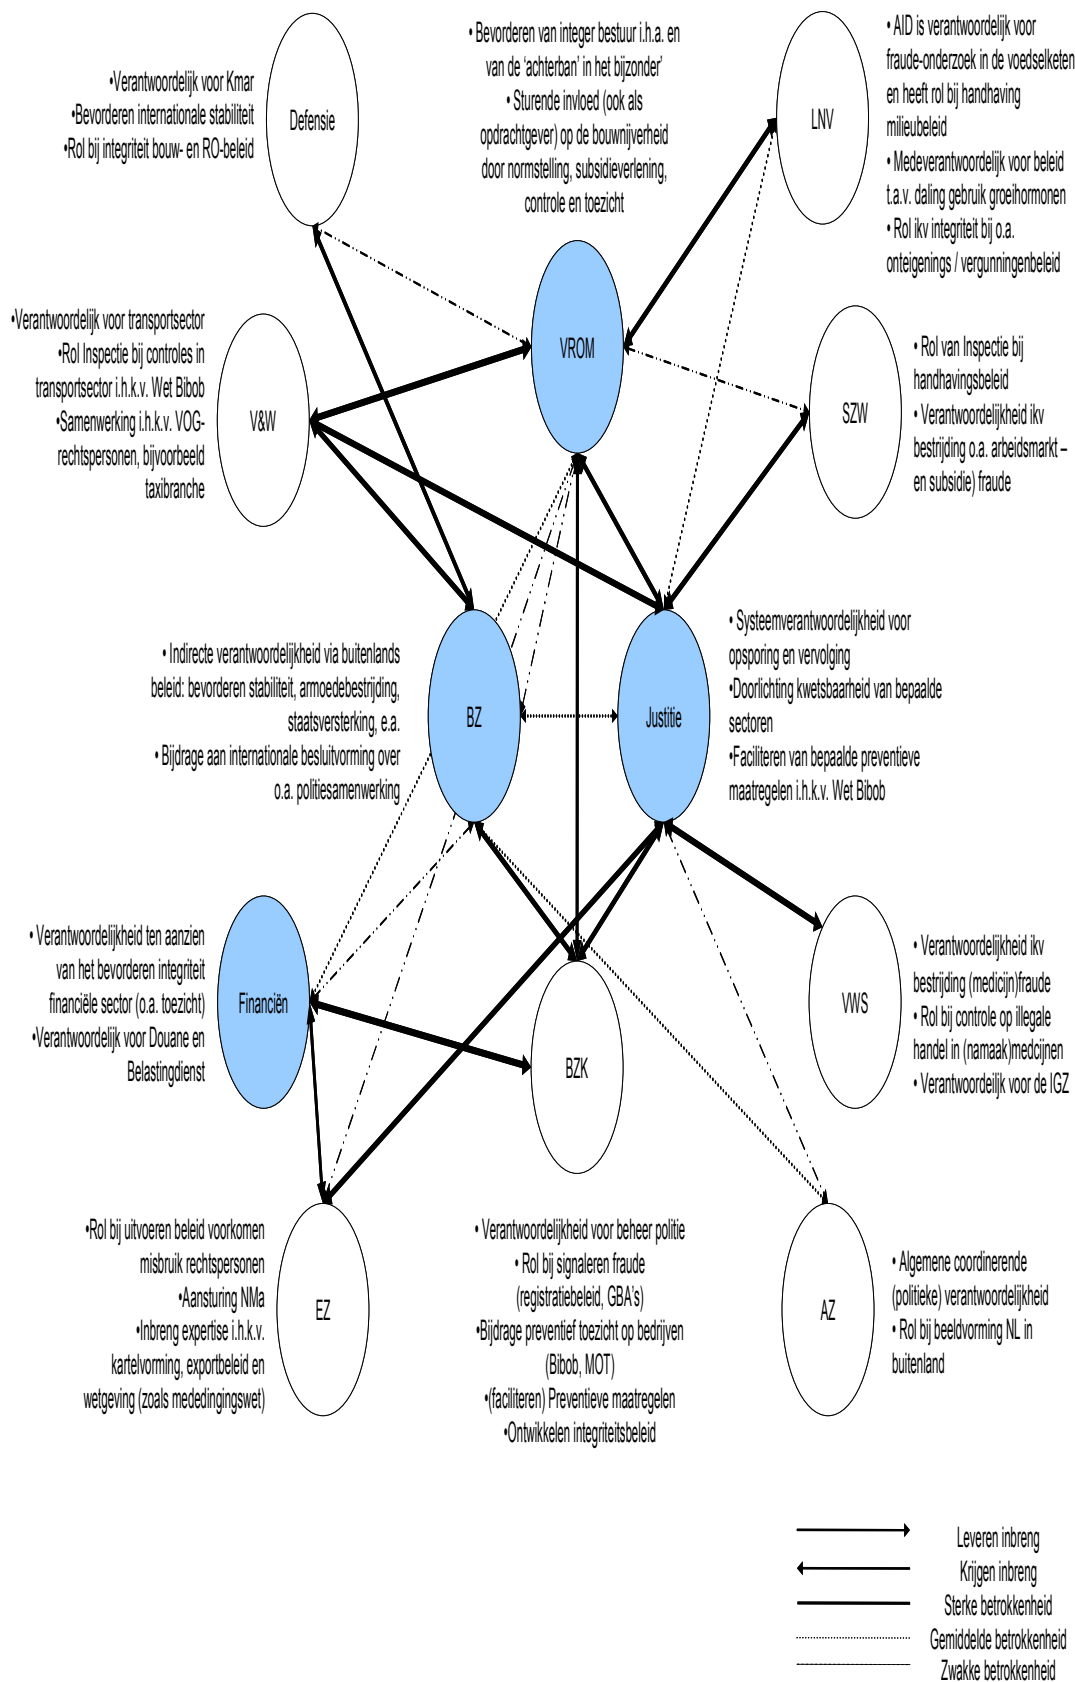 • Bevorderen van integer bestuur i.h.a. en
van de ‘achterban’ in het bijzonder’
• Sturende invloed (ook als
opdrachtgever) op de bouwnijverheid
door normstelling, subsidieverlening,
controle en toezicht
•Verantwoordelijk voor Kmar
•Bevorderen internationale stabiliteit
•Rol bij integriteit bouw- en RO-beleid
Defensie
LNV
• AID is verantwoordelijk voor
fraude-onderzoek in de voedselketen
en heeft rol bij handhaving
milieubeleid
• Medeverantwoordelijk voor beleid
t.a.v. daling gebruik groeihormonen
• Rol ikv integriteit bij o.a.
onteigenings / vergunningenbeleid
•Verantwoordelijk voor transportsector
•Rol Inspectie bij controles in
transportsector i.h.k.v. Wet Bibob
•Samenwerking i.h.k.v. VOG-
rechtspersonen, bijvoorbeeld
taxibranche
V&W
VROM
SZW
• Rol van Inspectie bij
handhavingsbeleid
• Verantwoordelijkheid ikv
bestrijding o.a. arbeidsmarkt –
en subsidie) fraude
• Indirecte verantwoordelijkheid via buitenlands
beleid: bevorderen stabiliteit, armoedebestrijding,
staatsversterking, e.a.
• Bijdrage aan internationale besluitvorming over
o.a. politiesamenwerking
BZ
Justitie
• Systeemverantwoordelijkheid voor
opsporing en vervolging
•Doorlichting kwetsbaarheid van bepaalde
sectoren
•Faciliteren van bepaalde preventieve
maatregelen i.h.k.v. Wet Bibob
• Verantwoordelijkheid ten aanzien
van het bevorderen integriteit
financiële sector (o.a. toezicht)
•Verantwoordelijk voor Douane en
Belastingdienst
Financiën
BZK
VWS
• Verantwoordelijkheid ikv
bestrijding (medicijn)fraude
• Rol bij controle op illegale
handel in (namaak)medcijnen
• Verantwoordeilijk voor de IGZ
•Rol bij uitvoeren beleid voorkomen
misbruik rechtspersonen
•Aansturing NMa
•Inbreng expertise i.h.k.v.
kartelvorming, exportbeleid en
wetgeving (zoals mededingingswet)
EZ
• Verantwoordelijkheid voor beheer politie
• Rol bij signaleren fraude
(registratiebeleid, GBA’s)
•Bijdrage preventief toezicht op bedrijven
(Bibob, MOT)
•(faciliteren) Preventieve maatregelen
•Ontwikkelen integriteitsbeleid
AZ
• Algemene coordinerende
(politieke) verantwoordelijkheid
• Rol bij beeldvorming NL in
buitenland
Leveren inbreng
Krijgen inbreng
Sterke betrokkenheid
Gemiddelde betrokkenheid
Zwakke betrokkenheid